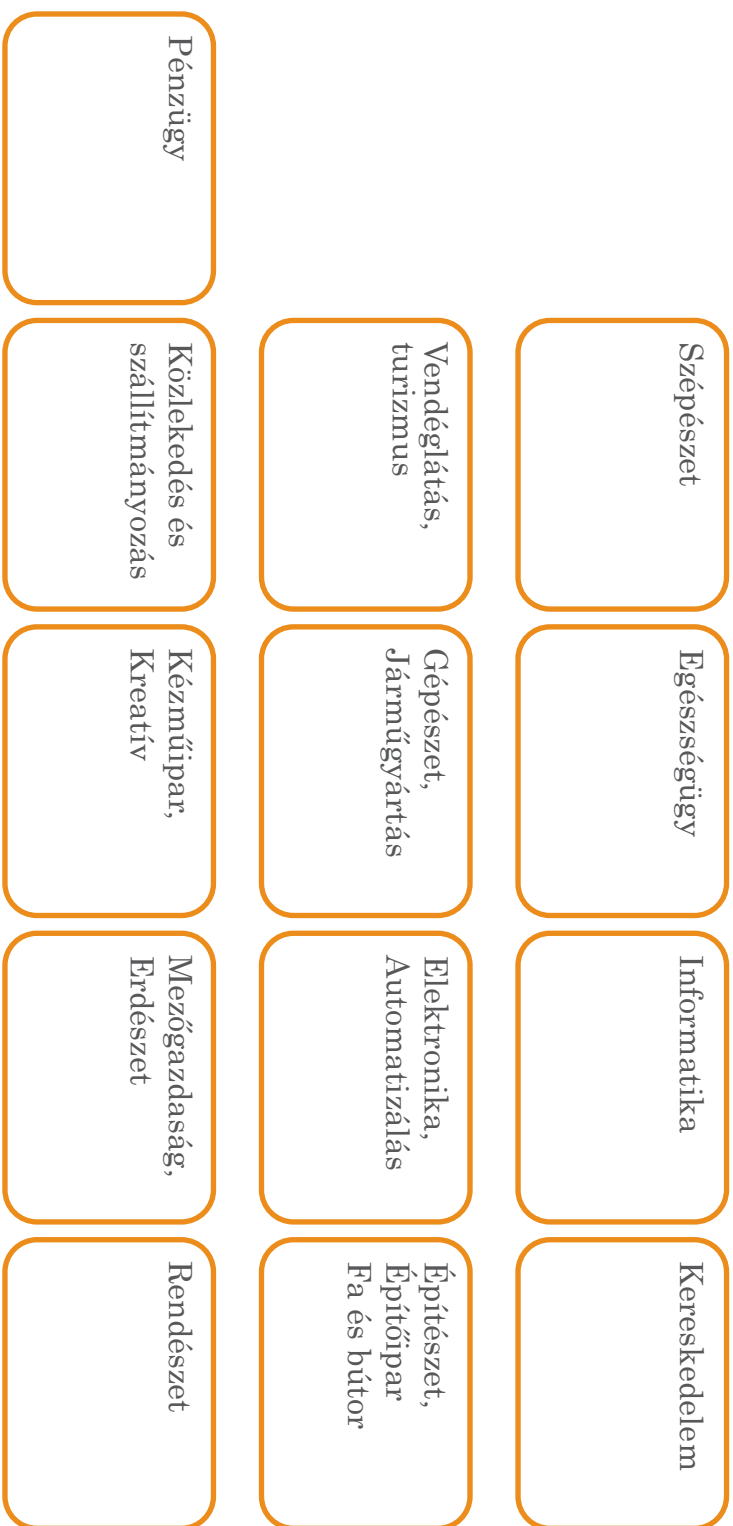 Szépészet
Egészségügy
Informatika
Kereskedelem
Vendéglátás,
turizmus
Gépészet,
Járműgyártás
Elektronika,
Automatizálás
Építészet,
Építőipar
Fa és bútor
Pénzügy
Közlekedés és
szállítmányozás
Kézműipar,
Kreatív
Mezőgazdaság,
Erdészet
Rendészet